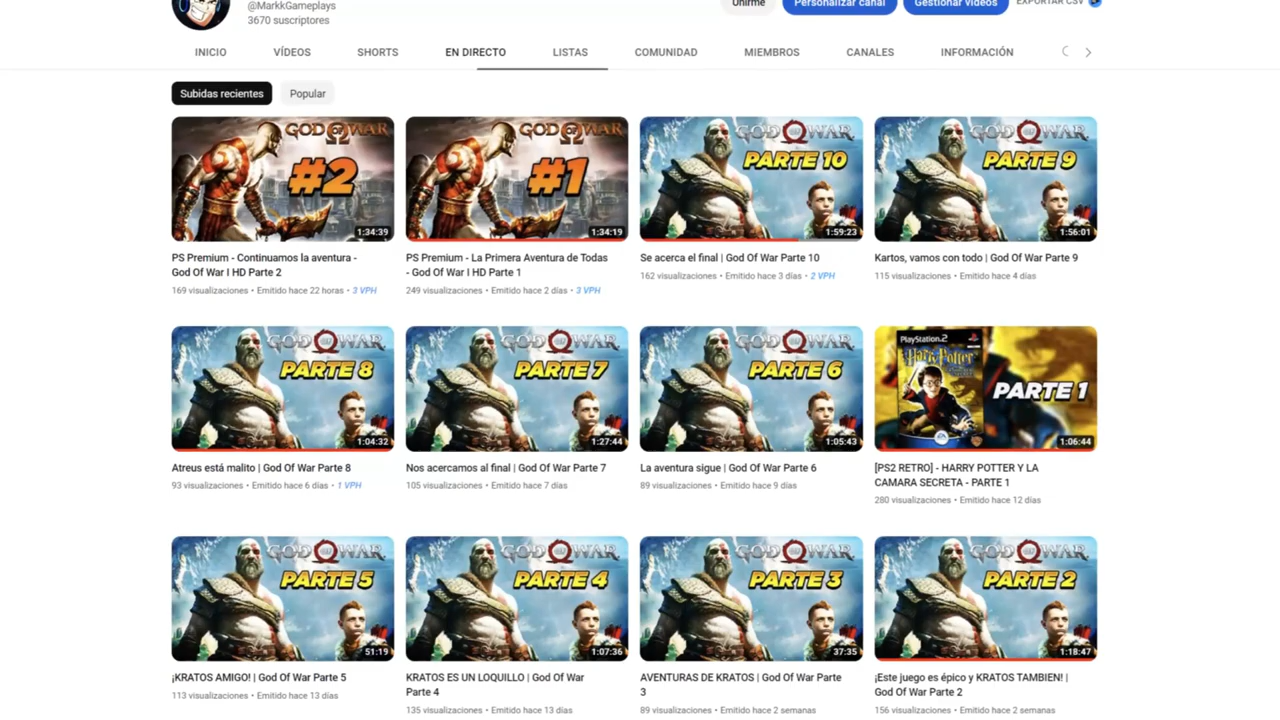 @MarkkGameplays
3670 suscriptores
Unirme
Personalizar canal
Gestionar vídeos
EXPORTAR CSV
INICIO VÍDEOS SHORTS EN DIRECTO LISTAS COMUNIDAD MIEMBROS CANALES INFORMACIÓN
Subidas recientes Popular
GOD OF WAR
#2
1:34:39
GOD OF WAR
#1
1:34:19
GOD OF WAR
PARTE 10
1:59:23
GOD OF WAR
PARTE 9
1:56:01
PS Premium - Continuamos la aventura -
God Of War I HD Parte 2
169 visualizaciones • Emitido hace 22 horas • 3 VPH
PS Premium - La Primera Aventura de Todas
- God Of War I HD Parte 1
249 visualizaciones • Emitido hace 2 días • 3 VPH
Se acerca el final | God Of War Parte 10
162 visualizaciones • Emitido hace 3 días • 2 VPH
Kartos, vamos con todo | God Of War Parte 9
115 visualizaciones • Emitido hace 4 días
GOD OF WAR
PARTE 8
1:04:32
GOD OF WAR
PARTE 7
1:27:44
GOD OF WAR
PARTE 6
1:05:43
PlayStation.2
Harry Potter
EA
PARTE 1
1:06:44
Atreus está malito | God Of War Parte 8
93 visualizaciones • Emitido hace 6 días • 1 VPH
Nos acercamos al final | God Of War Parte 7
105 visualizaciones • Emitido hace 7 días
La aventura sigue | God Of War Parte 6
89 visualizaciones • Emitido hace 9 días
[PS2 RETRO] - HARRY POTTER Y LA
CAMARA SECRETA - PARTE 1
280 visualizaciones • Emitido hace 12 días
GOD OF WAR
PARTE 5
51:19
GOD OF WAR
PARTE 4
1:07:36
GOD OF WAR
PARTE 3
37:35
GOD OF WAR
PARTE 2
1:18:47
¡KRATOS AMIGO! | God Of War Parte 5
113 visualizaciones • Emitido hace 13 días
KRATOS ES UN LOQUILLO | God Of War
Parte 4
135 visualizaciones • Emitido hace 13 días
AVENTURAS DE KRATOS | God Of War Parte
3
89 visualizaciones • Emitido hace 2 semanas
¡Este juego es épico y KRATOS TAMBIEN! |
God Of War Parte 2
156 visualizaciones • Emitido hace 2 semanas